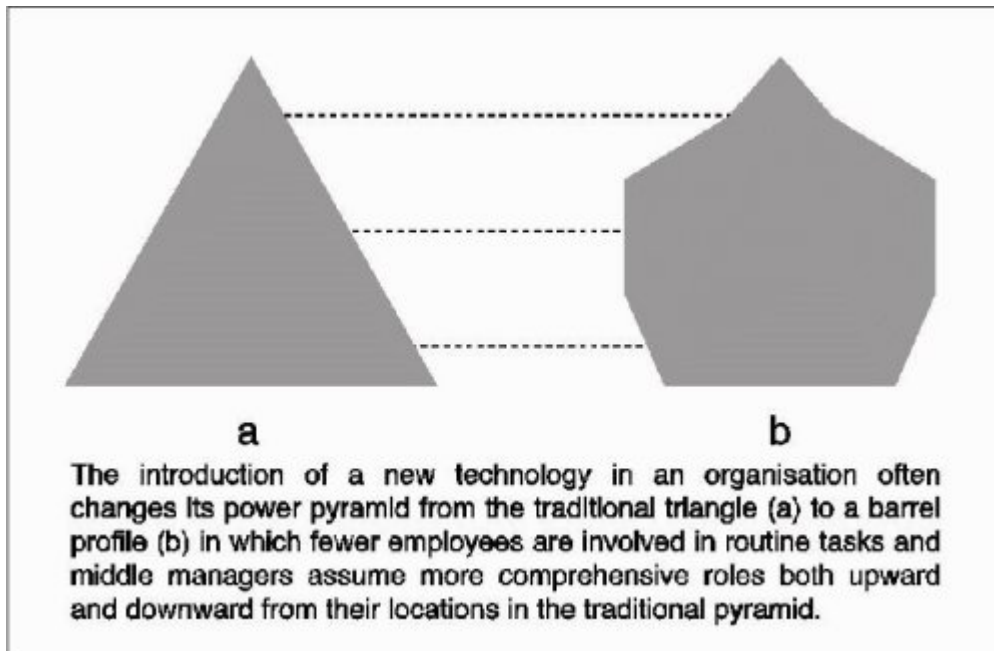 a
b
The introduction of a new technology in an organisation often
changes its power pyramid from the traditional triangle (a) to a barrel
profile (b) in which fewer employees are involved in routine tasks and
middle managers assume more comprehensive roles both upward
and downward from their locations in the traditional pyramid.